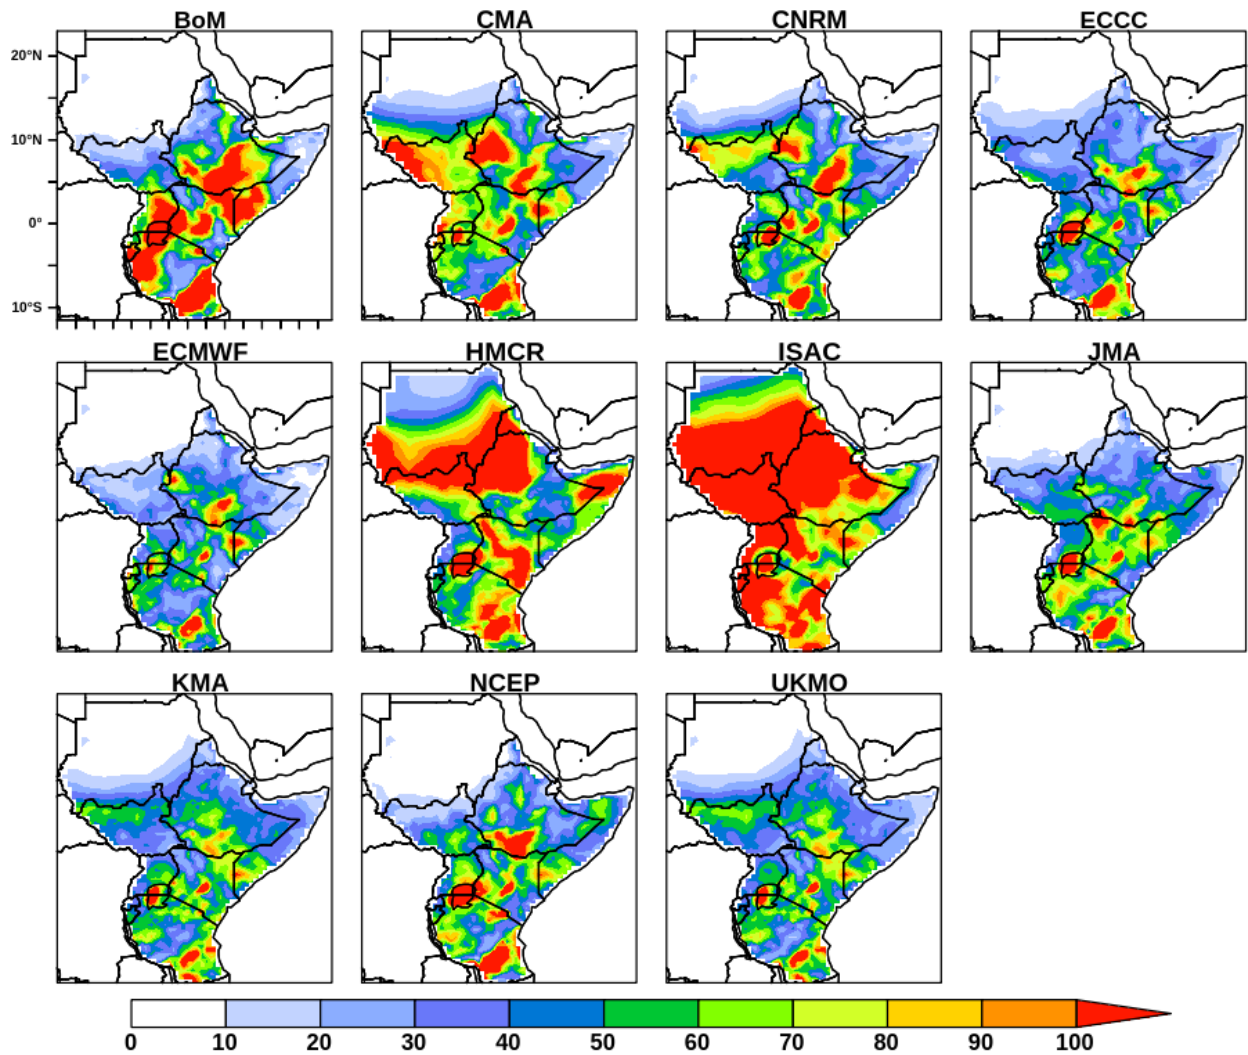 BoM CMA CNRM ECCC
20°N
10°N
0°
10°S
ECMWF HMCR ISAC JMA
KMA NCEP UKMO
0 10 20 30 40 50 60 70 80 90 100